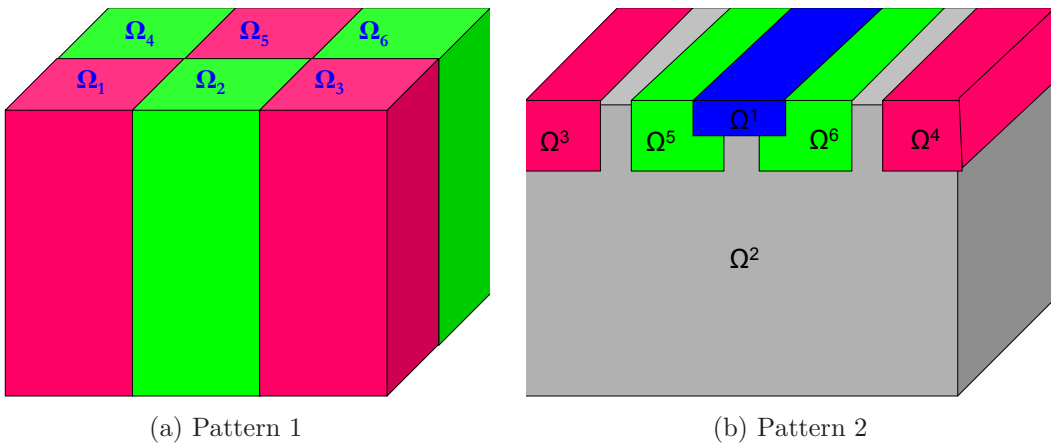 Ω₄ Ω₅ Ω₆
Ω₁ Ω₂ Ω₃
Ω³ Ω⁵ Ω¹ Ω⁶ Ω⁴
Ω²
(a) Pattern 1
(b) Pattern 2